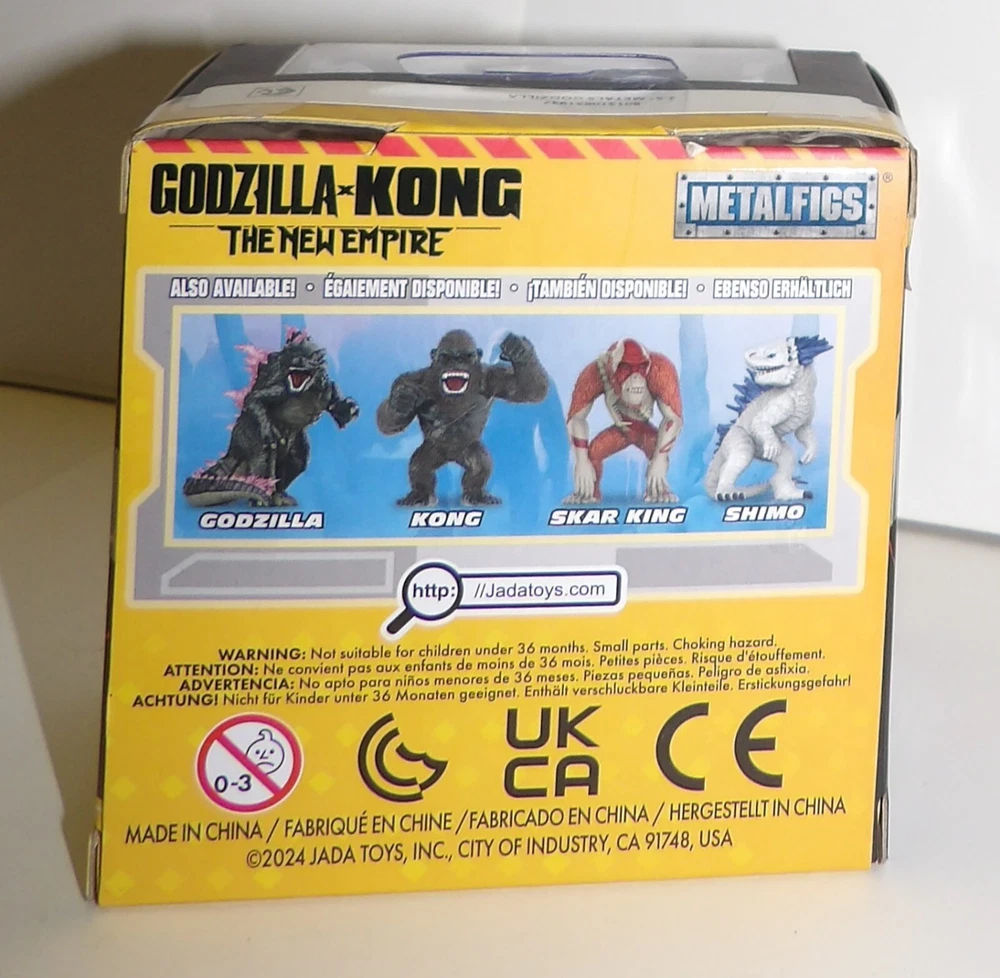 GODZILLA x KONG
THE NEW EMPIRE
METALFIGS®
ALSO AVAILABLE! • ÉGALEMENT DISPONIBLE! • ¡TAMBIÉN DISPONIBLE! • EBENSO ERHÄLTLICH
GODZILLA
KONG
SKAR KING
SHIMO
http: //Jadatoys.com
WARNING: Not suitable for children under 36 months. Small parts. Choking hazard.
ATTENTION: Ne convient pas aux enfants de moins de 36 mois. Petites pièces. Risque d'étouffement.
ADVERTENCIA: No apto para niños menores de 36 meses. Piezas pequeñas. Peligro de asfixia.
ACHTUNG! Nicht für Kinder unter 36 Monaten geeignet. Enthält verschluckbare Kleinteile. Erstickungsgefahr!
0-3
UK
CA
CE
MADE IN CHINA / FABRIQUÉ EN CHINE / FABRICADO EN CHINA / HERGESTELLT IN CHINA
©2024 JADA TOYS, INC., CITY OF INDUSTRY, CA 91748, USA